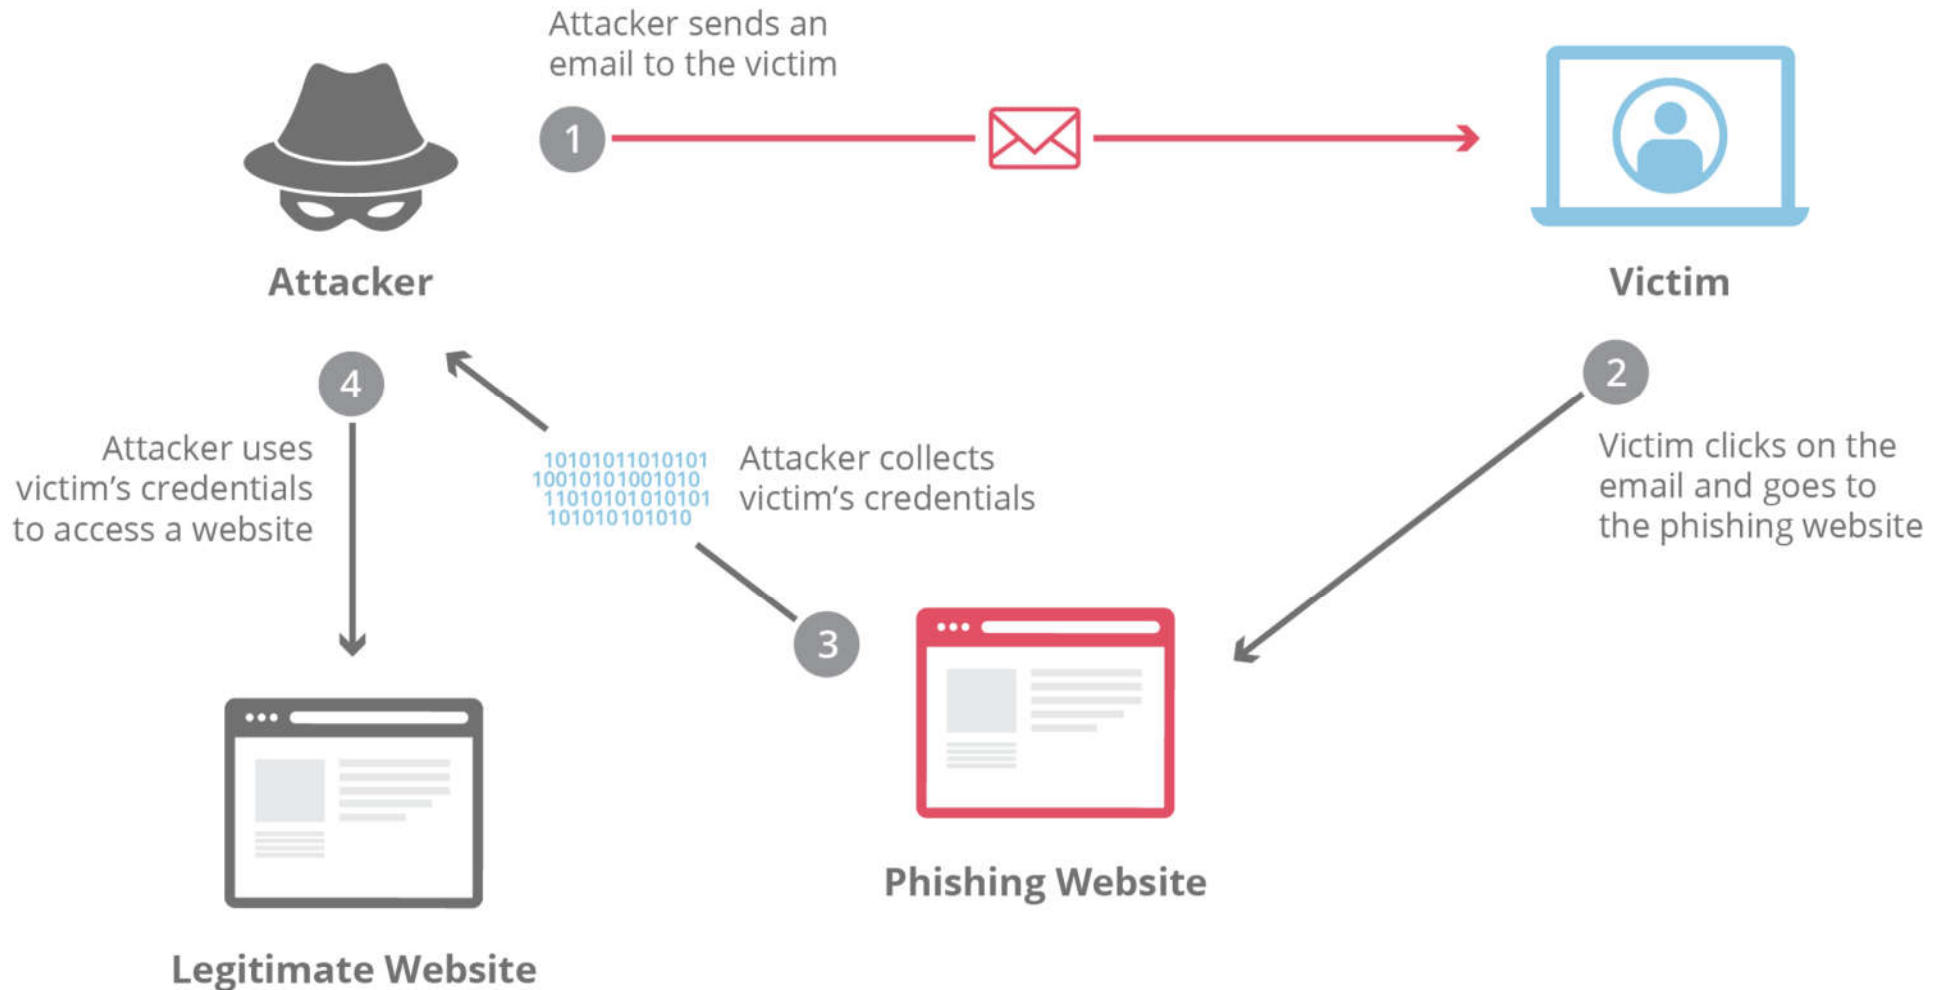 Attacker sends an
email to the victim
1
Attacker
Victim
4
2
Attacker uses
victim's credentials
to access a website
10101011010101
10010101001010
11010101010101
101010101010
Attacker collects
victim's credentials
Victim clicks on the
email and goes to
the phishing website
3
Phishing Website
Legitimate Website